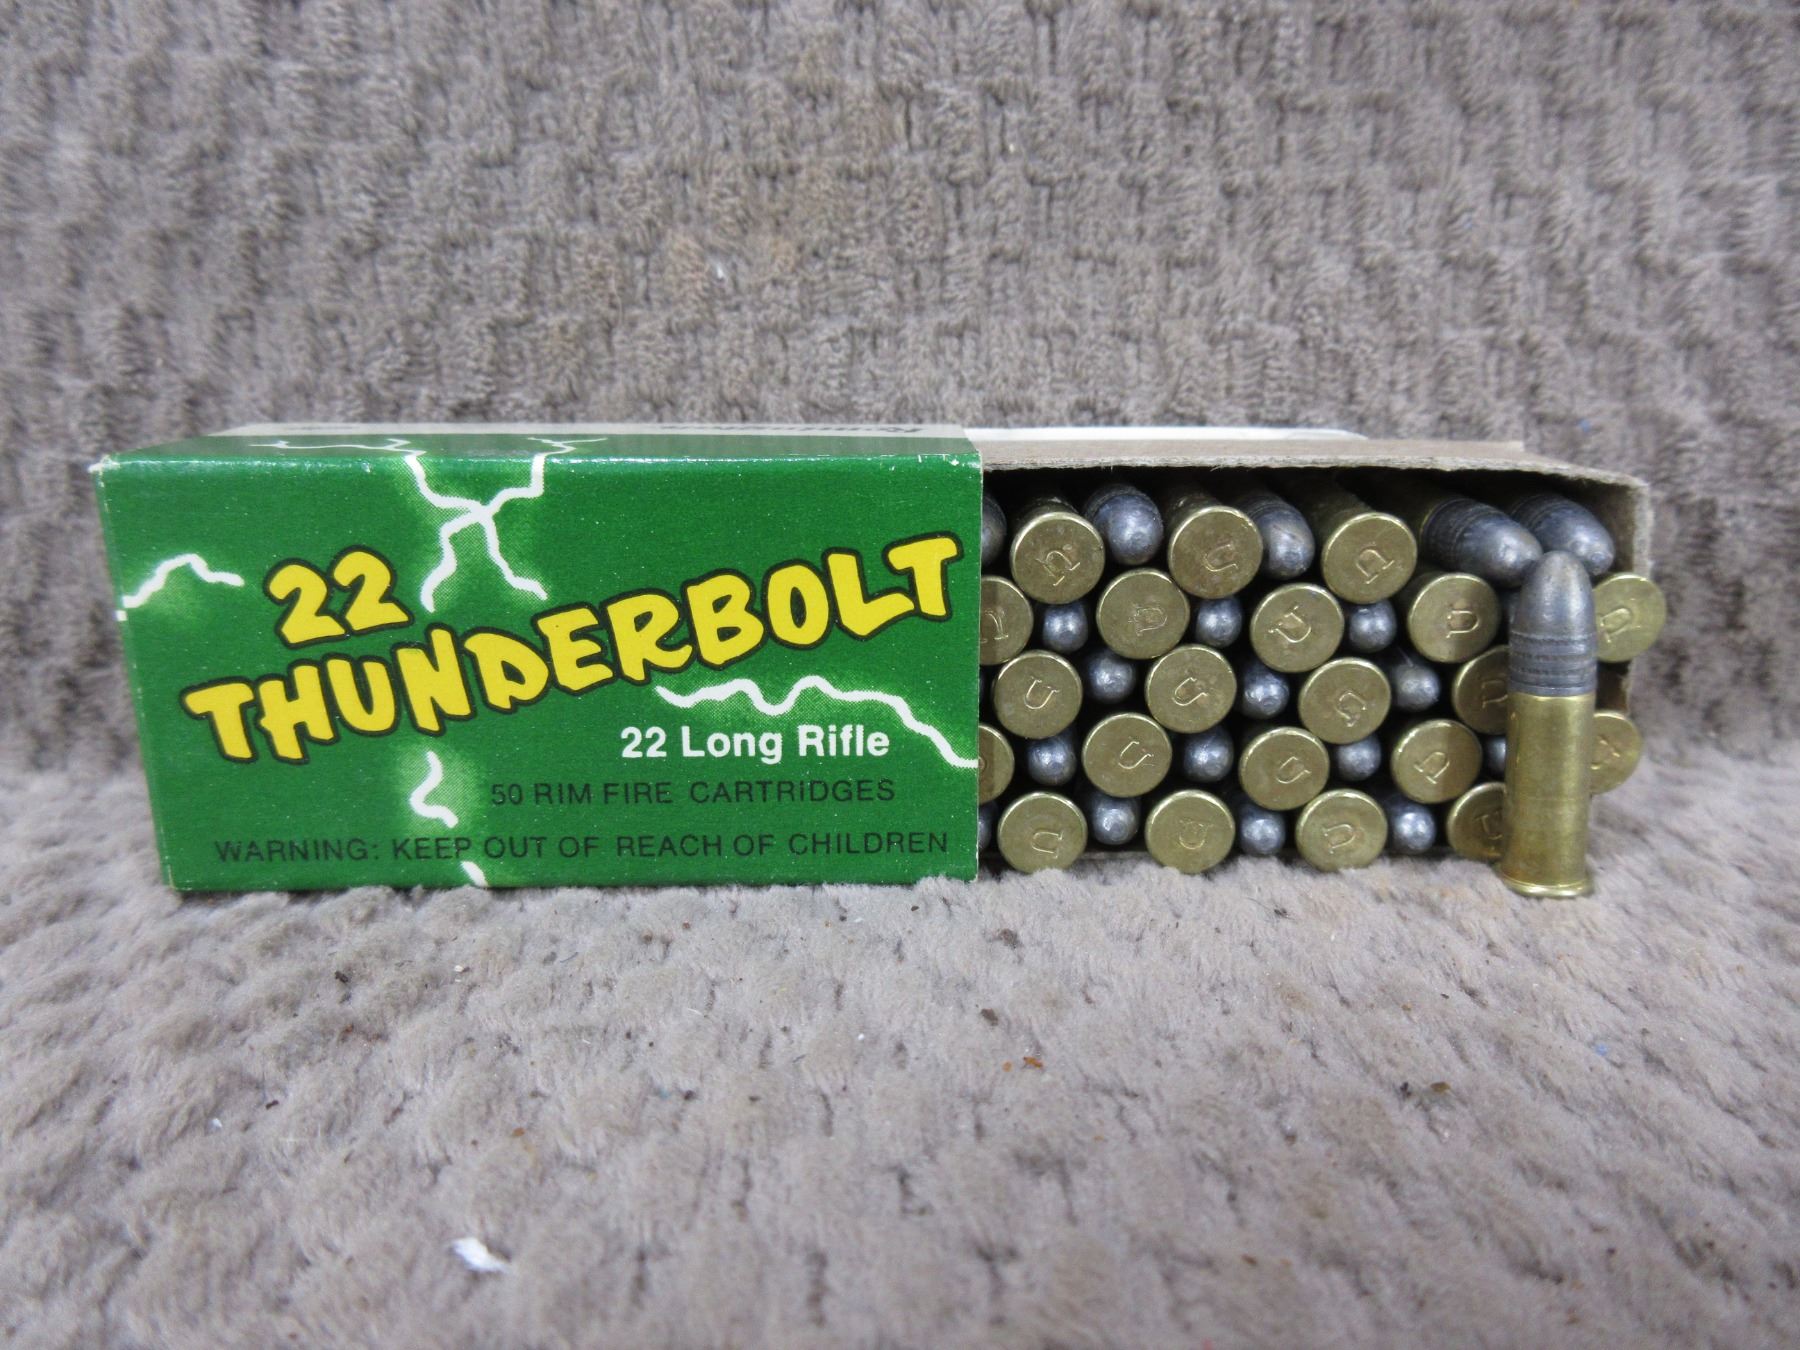 22
THUNDERBOLT
22 Long Rifle
50 RIM FIRE CARTRIDGES
WARNING: KEEP OUT OF REACH OF CHILDREN